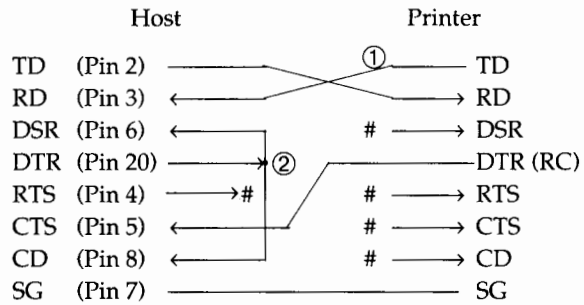 Host Printer
①
TD (Pin 2) TD
RD (Pin 3) RD
DSR (Pin 6) # DSR
DTR (Pin 20) ② DTR (RC)
RTS (Pin 4) # # RTS
CTS (Pin 5) # CTS
CD (Pin 8) # CD
SG (Pin 7) SG